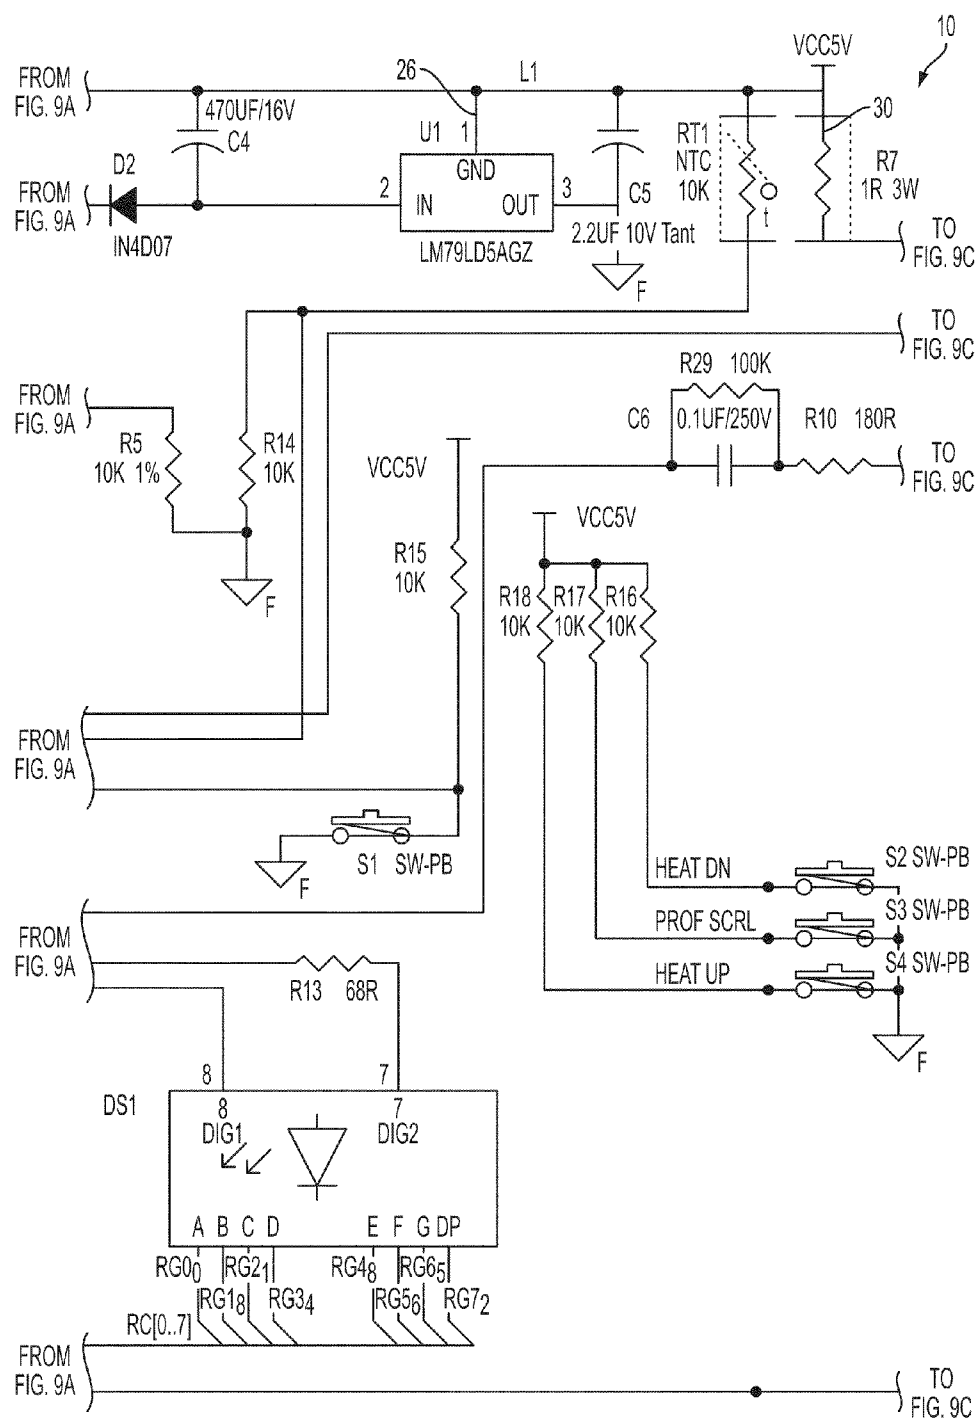 10
VCC5V
FROM
FIG. 9A
26
L1
470UF/16V
C4
U1
1
GND
30
RT1
NTC
10K
t
R7
1R 3W
D2
FROM
FIG. 9A
IN4D07
2
IN
OUT
3
C5
2.2UF 10V Tant
LM79LD5AGZ
F
TO
FIG. 9C
TO
FIG. 9C
R29 100K
FROM
FIG. 9A
C6
0.1UF/250V
R10 180R
R5
10K 1%
R14
10K
VCC5V
TO
FIG. 9C
VCC5V
R15
10K
F
R18
10K
R17
10K
R16
10K
FROM
FIG. 9A
S1 SW-PB
F
HEAT DN
S2 SW-PB
PROF SCRL
S3 SW-PB
HEAT UP
S4 SW-PB
F
FROM
FIG. 9A
R13 68R
8
7
DS1
8
DIG1
7
DIG2
A B C D E F G DP
RG00 RG21 RG48 RG65
RG18 RG34 RG56 RG72
RC[0..7]
FROM
FIG. 9A
TO
FIG. 9C